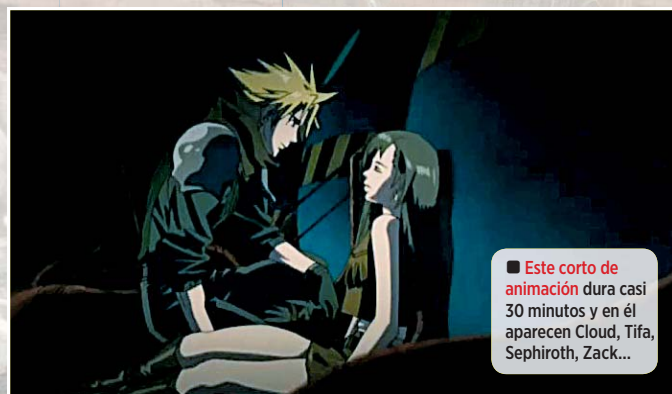 ■ Este corto de
animación dura casi
30 minutos y en él
aparecen Cloud, Tifa,
Sephiroth, Zack...